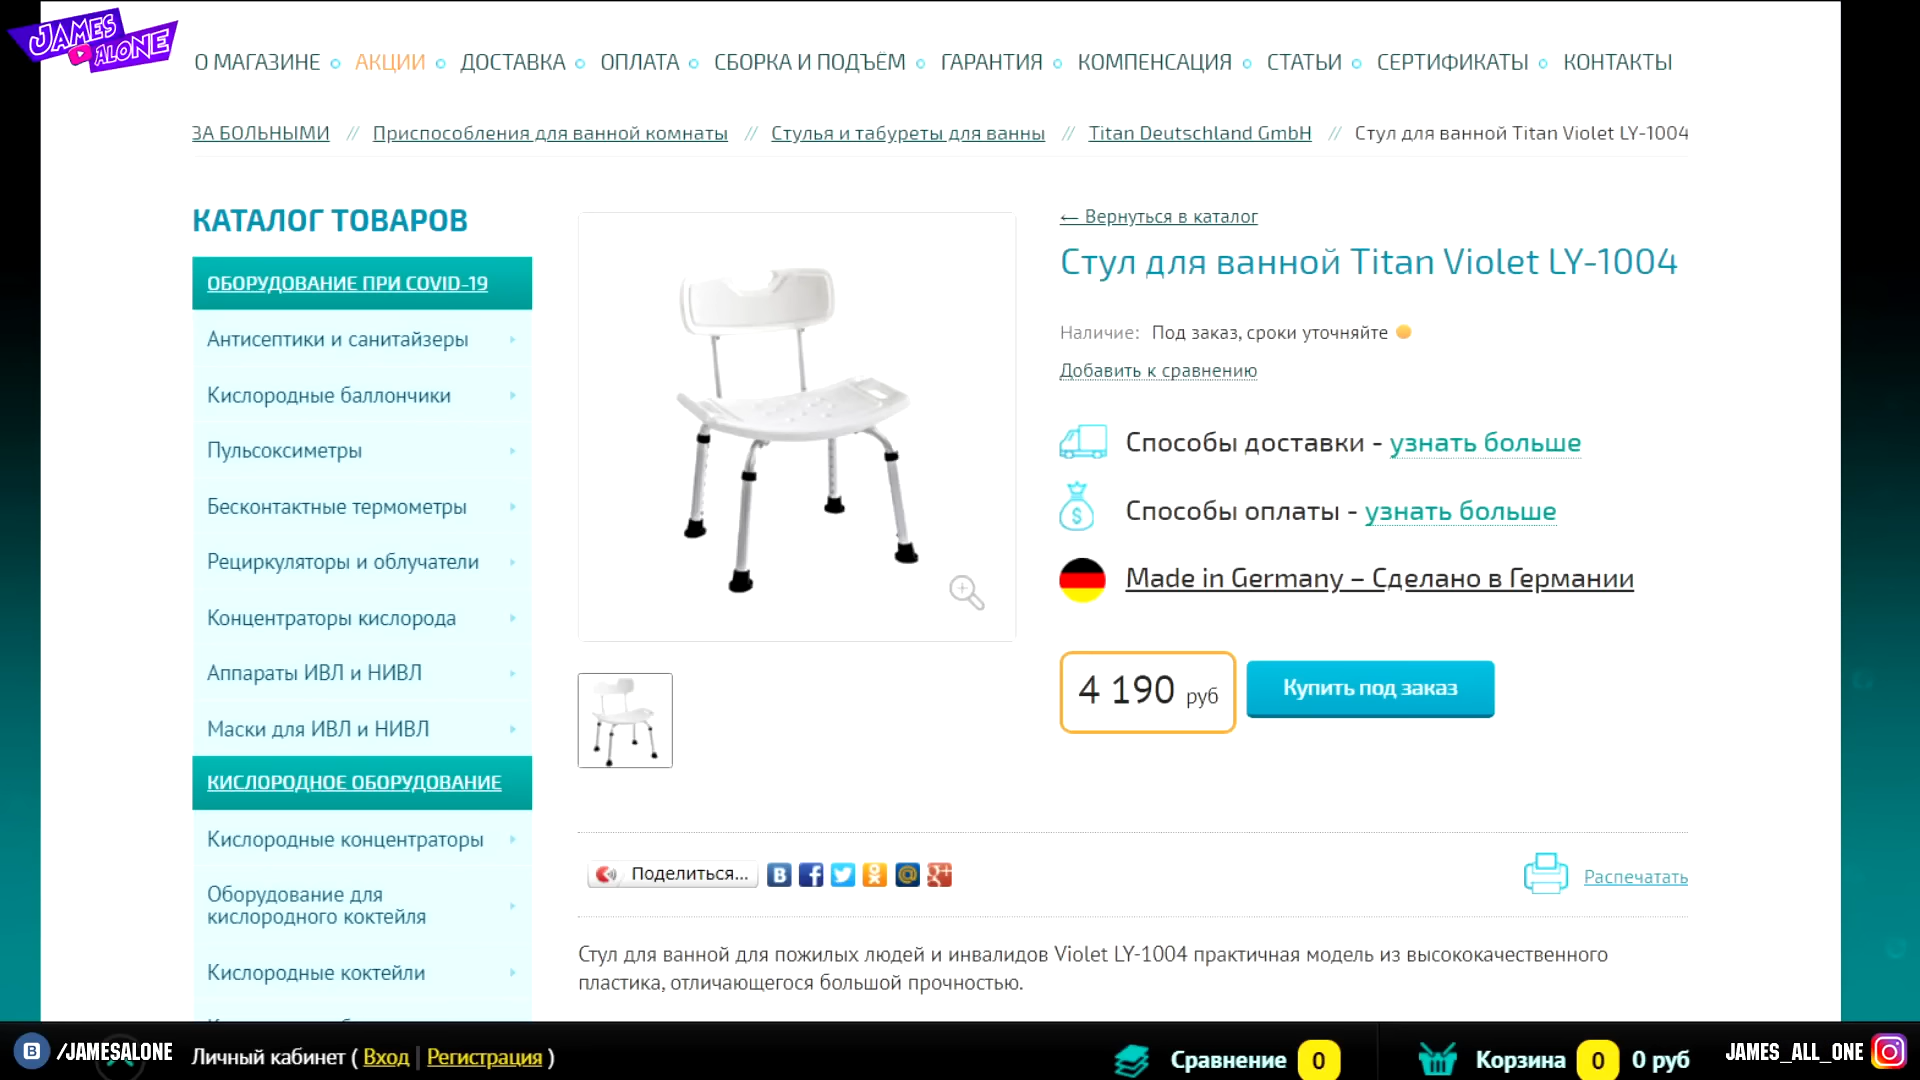 JAMES ALONE
О МАГАЗИНЕ АКЦИИ ДОСТАВКА ОПЛАТА СБОРКА И ПОДЪЁМ ГАРАНТИЯ КОМПЕНСАЦИЯ СТАТЬИ СЕРТИФИКАТЫ КОНТАКТЫ
ЗА БОЛЬНЫМИ // Приспособления для ванной комнаты // Стулья и табуреты для ванны // Titan Deutschland GmbH // Стул для ванной Titan Violet LY-1004
КАТАЛОГ ТОВАРОВ
ОБОРУДОВАНИЕ ПРИ COVID-19
Антисептики и санитайзеры
Кислородные баллончики
Пульсоксиметры
Бесконтактные термометры
Рециркуляторы и облучатели
Концентраторы кислорода
Аппараты ИВЛ и НИВЛ
Маски для ИВЛ и НИВЛ
КИСЛОРОДНОЕ ОБОРУДОВАНИЕ
Кислородные концентраторы
Оборудование для
кислородного коктейля
Кислородные коктейли
← Вернуться в каталог
Стул для ванной Titan Violet LY-1004
Наличие: Под заказ, сроки уточняйте
Добавить к сравнению
Способы доставки - узнать больше
Способы оплаты - узнать больше
Made in Germany – Сделано в Германии
4 190 руб
Купить под заказ
Поделиться...
Распечатать
Стул для ванной для пожилых людей и инвалидов Violet LY-1004 практичная модель из высококачественного
пластика, отличающегося большой прочностью.
/JAMESALONE
Личный кабинет ( Вход | Регистрация )
Сравнение 0
Корзина 0 0 руб
JAMES_ALL_ONE